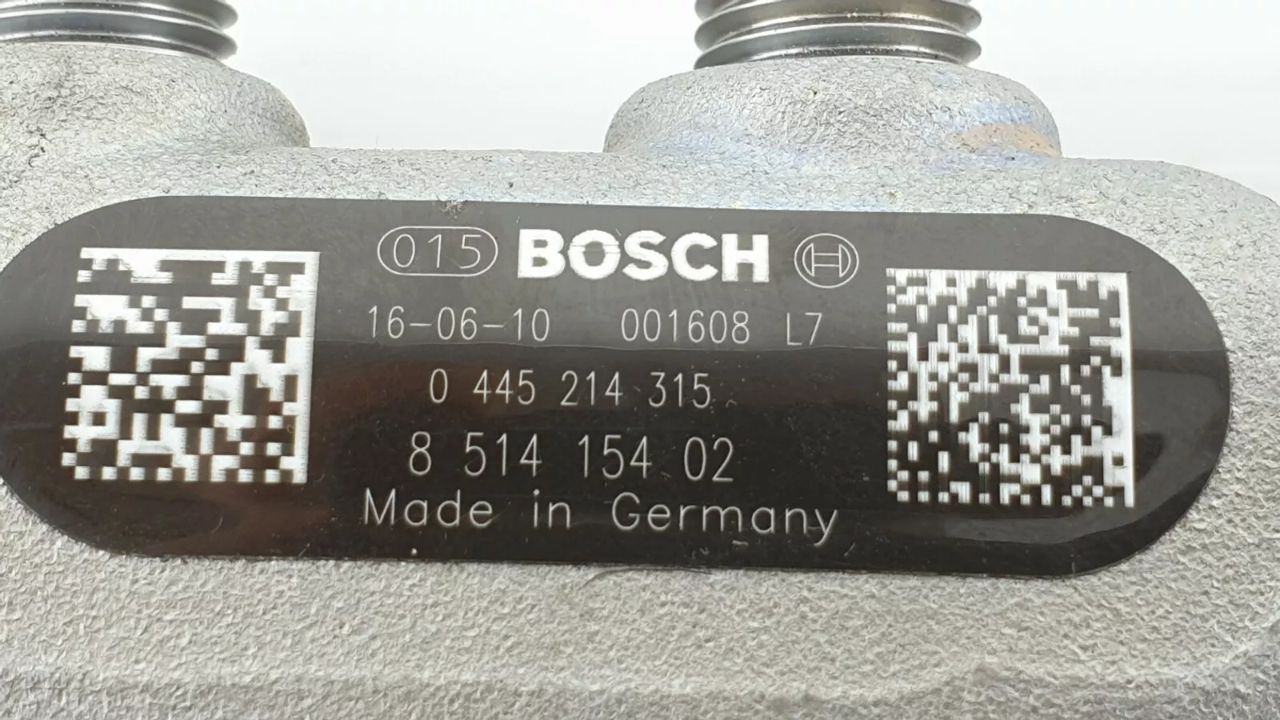 015 BOSCH
16-06-10 001608 L7
0 445 214 315
8 514 154 02
Made in Germany